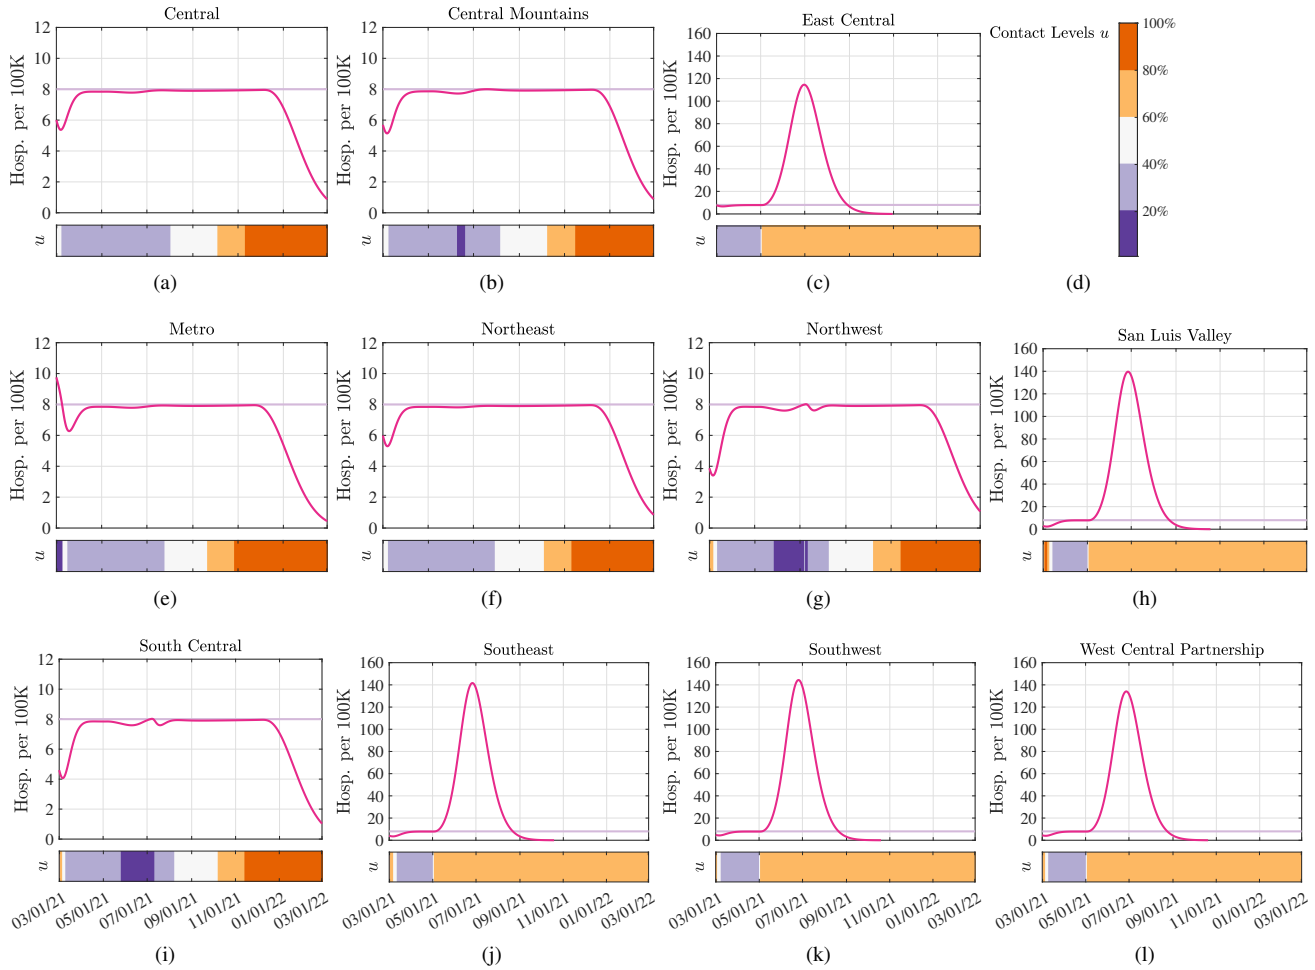 Central
Hosp. per 100K
12
10
8
6
4
2
0
u
(a)
Central Mountains
Hosp. per 100K
12
10
8
6
4
2
0
u
(b)
East Central
Hosp. per 100K
160
140
120
100
80
60
40
20
0
u
(c)
Contact Levels u
100%
80%
60%
40%
20%
(d)
Metro
Hosp. per 100K
12
10
8
6
4
2
0
u
(e)
Northeast
Hosp. per 100K
12
10
8
6
4
2
0
u
(f)
Northwest
Hosp. per 100K
12
10
8
6
4
2
0
u
(g)
San Luis Valley
Hosp. per 100K
160
140
120
100
80
60
40
20
0
u
(h)
South Central
Hosp. per 100K
12
10
8
6
4
2
0
u
03/01/21 05/01/21 07/01/21 09/01/21 11/01/21 01/01/22 03/01/22
(i)
Southeast
Hosp. per 100K
160
140
120
100
80
60
40
20
0
u
03/01/21 05/01/21 07/01/21 09/01/21 11/01/21 01/01/22 03/01/22
(j)
Southwest
Hosp. per 100K
160
140
120
100
80
60
40
20
0
u
03/01/21 05/01/21 07/01/21 09/01/21 11/01/21 01/01/22 03/01/22
(k)
West Central Partnership
Hosp. per 100K
160
140
120
100
80
60
40
20
0
u
03/01/21 05/01/21 07/01/21 09/01/21 11/01/21 01/01/22 03/01/22
(l)